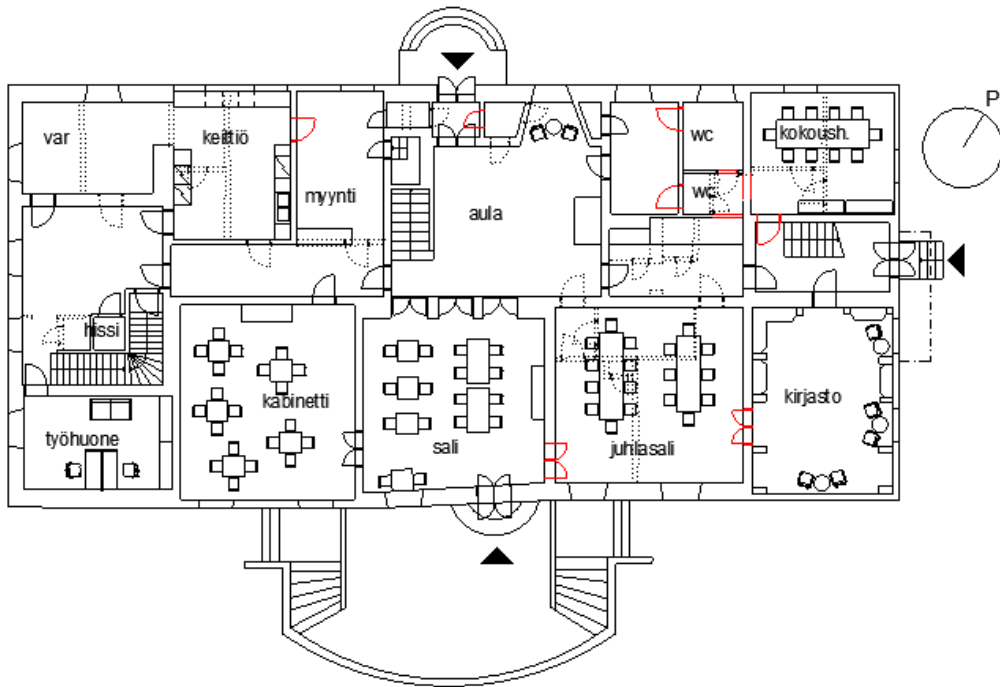 P
var
keittiö
wc
kokoush.
myynti
wc
aula
hissi
kabinetti
kirjasto
työhuone
sali
juhlasali